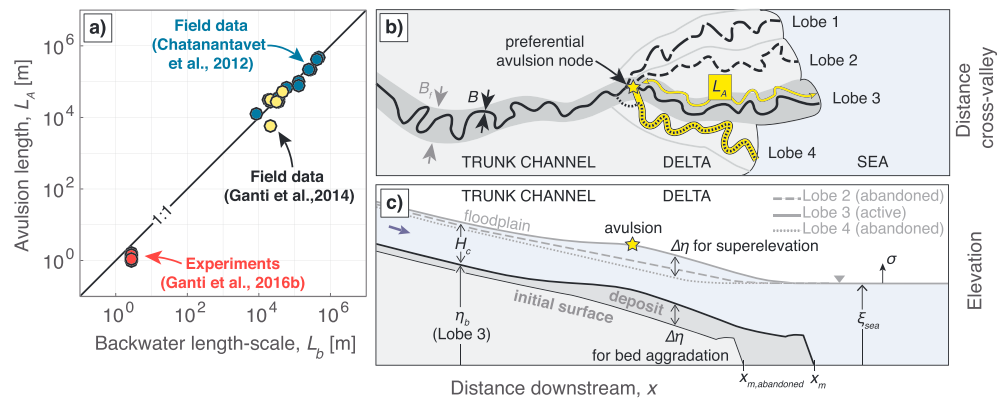 a)
Field data
(Chatanantavet
et al., 2012)
Field data
(Ganti et al.,2014)
1:1
Experiments
(Ganti et al., 2016b)
Avulsion length, L_A [m]
10^6
10^4
10^2
10^0
10^0
10^2
10^4
10^6
Backwater length-scale, L_b [m]
b)
preferential
avulsion node
B_f
B
L_A
Lobe 1
Lobe 2
Lobe 3
Lobe 4
TRUNK CHANNEL
DELTA
SEA
Distance
cross-valley
c)
TRUNK CHANNEL
DELTA
Lobe 2 (abandoned)
Lobe 3 (active)
Lobe 4 (abandoned)
floodplain
avulsion
Δη for superelevation
H_c
σ
initial surface
deposit
η_b
(Lobe 3)
Δη
for bed aggradation
ξ_sea
x_m,abandoned
x_m
Elevation
Distance downstream, x